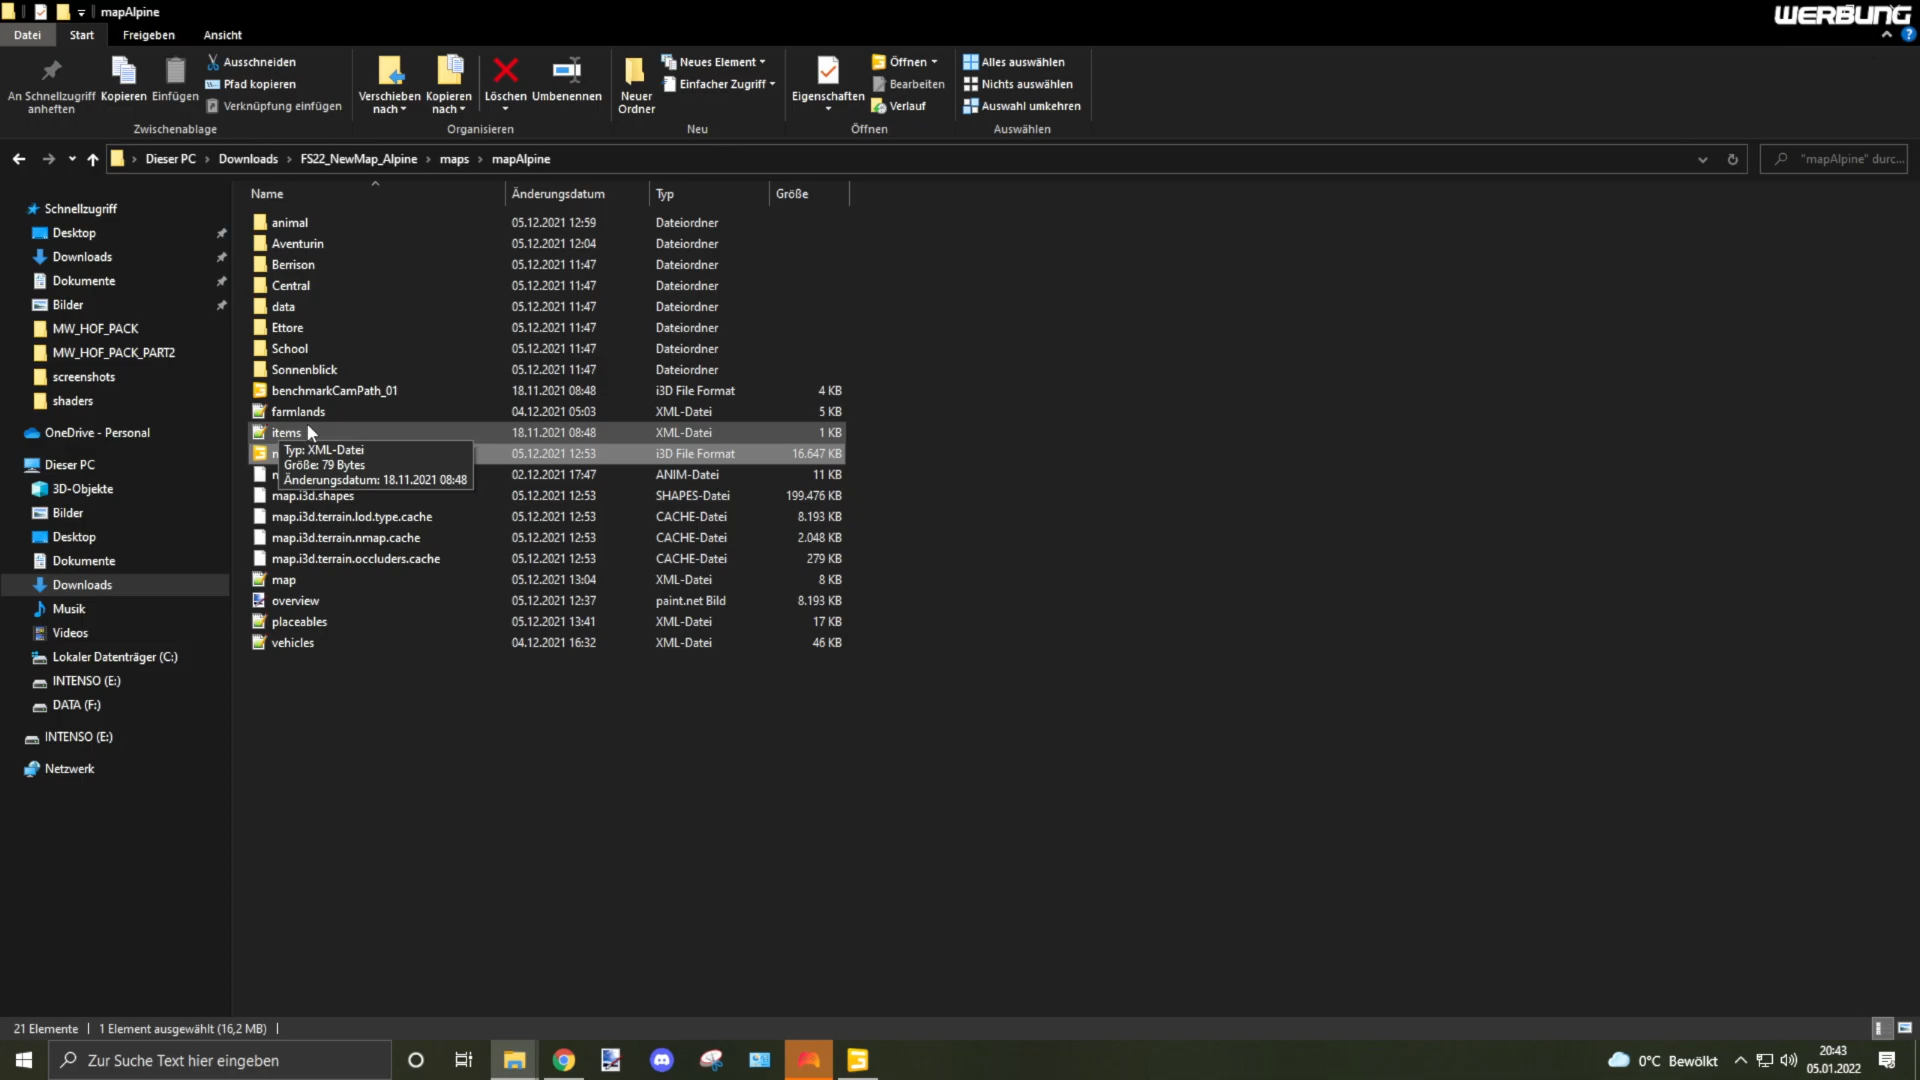 mapAlpine
WERBUNG
Datei
Start
Freigeben
Ansicht
An Schnellzugriff
anheften
Kopieren
Einfügen
Ausschneiden
Pfad kopieren
Verknüpfung einfügen
Zwischenablage
Verschieben
nach
Kopieren
nach
Löschen
Umbenennen
Organisieren
Neuer
Ordner
Neues Element
Einfacher Zugriff
Neu
Eigenschaften
Öffnen
Bearbeiten
Verlauf
Öffnen
Alles auswählen
Nichts auswählen
Auswahl umkehren
Auswählen
Dieser PC › Downloads › FS22_NewMap_Alpine › maps › mapAlpine
"mapAlpine" durc...
Schnellzugriff
Desktop
Downloads
Dokumente
Bilder
MW_HOF_PACK
MW_HOF_PACK_PART2
screenshots
shaders
OneDrive - Personal
Dieser PC
3D-Objekte
Bilder
Desktop
Dokumente
Downloads
Musik
Videos
Lokaler Datenträger (C:)
INTENSO (E:)
DATA (F:)
INTENSO (E:)
Netzwerk
Name Änderungsdatum Typ Größe
animal 05.12.2021 12:59 Dateiordner
Aventurin 05.12.2021 12:04 Dateiordner
Berrison 05.12.2021 11:47 Dateiordner
Central 05.12.2021 11:47 Dateiordner
data 05.12.2021 11:47 Dateiordner
Ettore 05.12.2021 11:47 Dateiordner
School 05.12.2021 11:47 Dateiordner
Sonnenblick 05.12.2021 11:47 Dateiordner
benchmarkCamPath_01 18.11.2021 08:48 i3D File Format 4 KB
farmlands 04.12.2021 05:03 XML-Datei 5 KB
items 18.11.2021 08:48 XML-Datei 1 KB
05.12.2021 12:53 i3D File Format 16.647 KB
02.12.2021 17:47 ANIM-Datei 11 KB
Typ: XML-Datei
Größe: 79 Bytes
Änderungsdatum: 18.11.2021 08:48
map.i3d.shapes 05.12.2021 12:53 SHAPES-Datei 199.476 KB
map.i3d.terrain.lod.type.cache 05.12.2021 12:53 CACHE-Datei 8.193 KB
map.i3d.terrain.nmap.cache 05.12.2021 12:53 CACHE-Datei 2.048 KB
map.i3d.terrain.occluders.cache 05.12.2021 12:53 CACHE-Datei 279 KB
map 05.12.2021 13:04 XML-Datei 8 KB
overview 05.12.2021 12:37 paint.net Bild 8.193 KB
placeables 05.12.2021 13:41 XML-Datei 17 KB
vehicles 04.12.2021 16:32 XML-Datei 46 KB
21 Elemente
1 Element ausgewählt (16,2 MB)
Zur Suche Text hier eingeben
0°C Bewölkt
20:43
05.01.2022